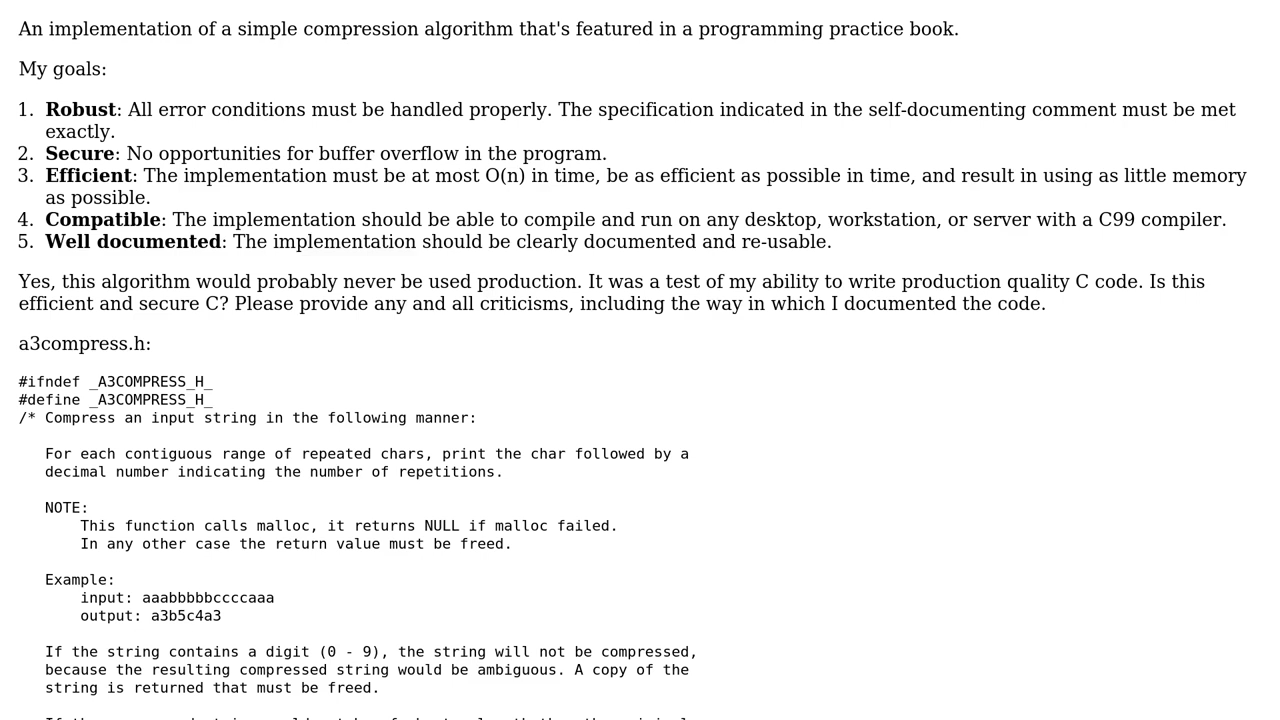 An implementation of a simple compression algorithm that's featured in a programming practice book.
My goals:
1. Robust: All error conditions must be handled properly. The specification indicated in the self-documenting comment must be met
exactly.
2. Secure: No opportunities for buffer overflow in the program.
3. Efficient: The implementation must be at most O(n) in time, be as efficient as possible in time, and result in using as little memory
as possible.
4. Compatible: The implementation should be able to compile and run on any desktop, workstation, or server with a C99 compiler.
5. Well documented: The implementation should be clearly documented and re-usable.
Yes, this algorithm would probably never be used production. It was a test of my ability to write production quality C code. Is this
efficient and secure C? Please provide any and all criticisms, including the way in which I documented the code.
a3compress.h:
#ifndef _A3COMPRESS_H_
#define _A3COMPRESS_H_
/* Compress an input string in the following manner:
For each contiguous range of repeated chars, print the char followed by a
decimal number indicating the number of repetitions.
NOTE:
This function calls malloc, it returns NULL if malloc failed.
In any other case the return value must be freed.
Example:
input: aaabbbbbccccaaa
output: a3b5c4a3
If the string contains a digit (0 - 9), the string will not be compressed,
because the resulting compressed string would be ambiguous. A copy of the
string is returned that must be freed.